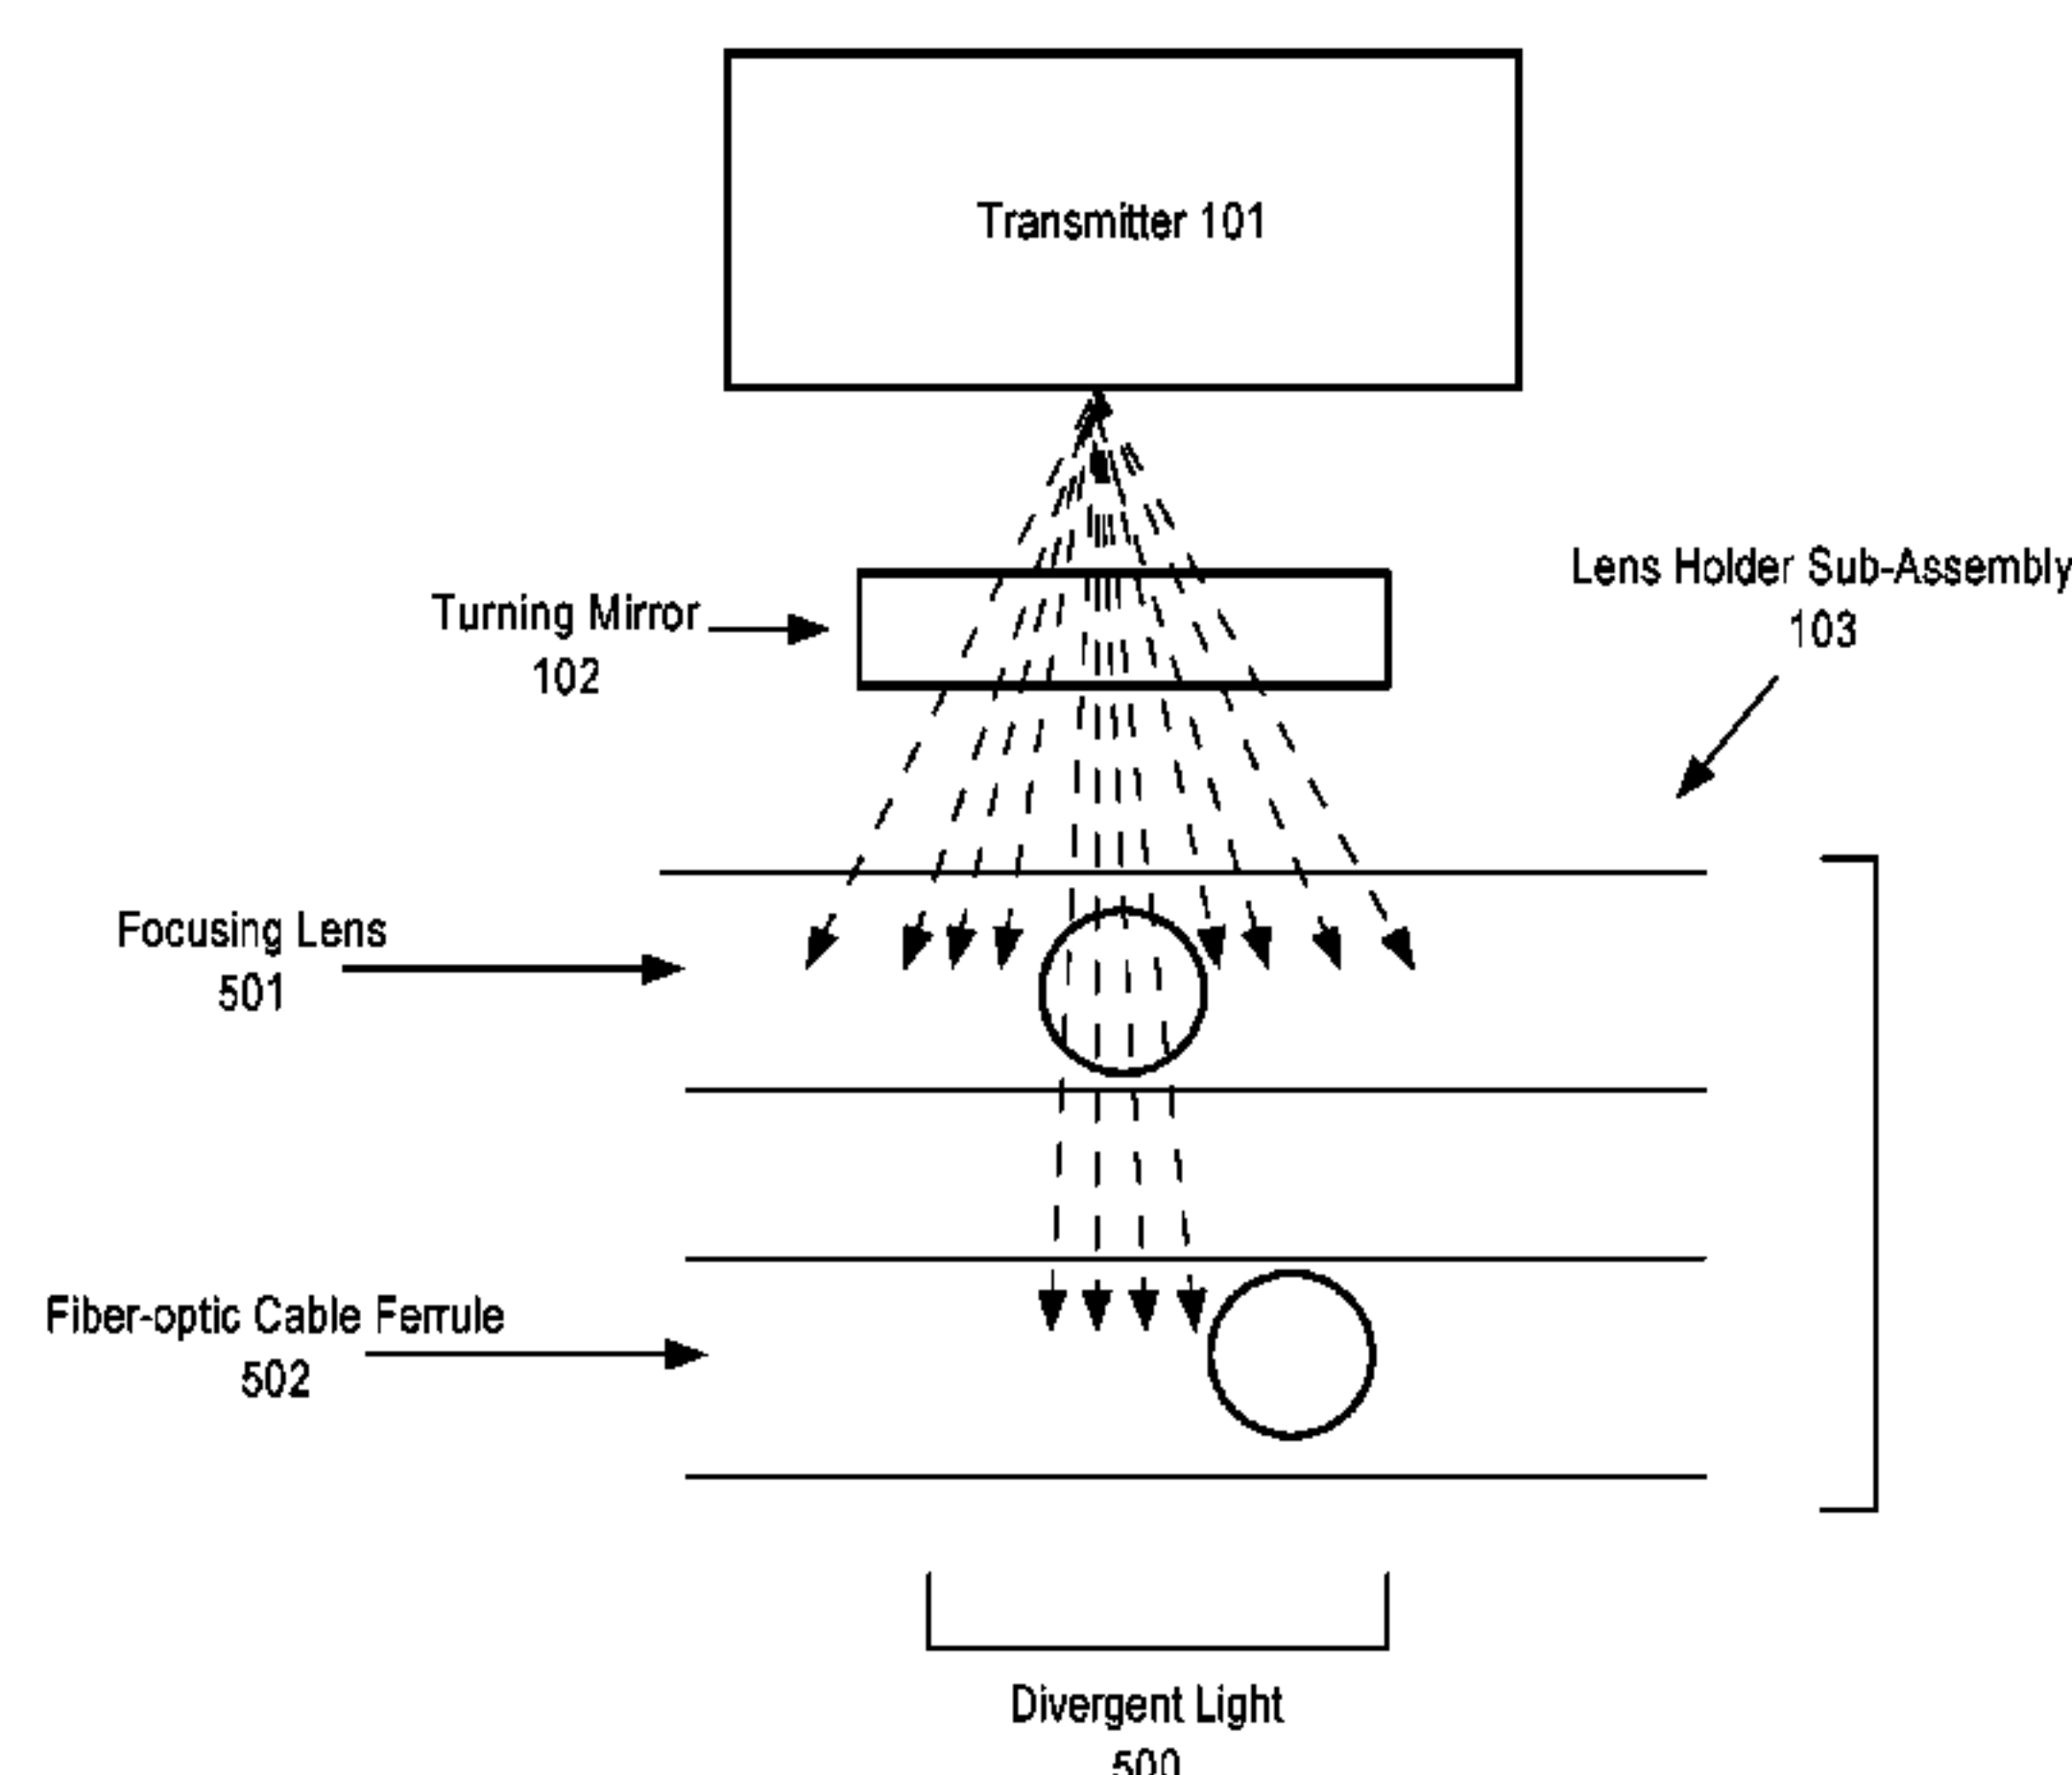 Transmitter 101
Lens Holder Sub-Assembly
103
Turning Mirror
102
Focusing Lens
501
Fiber-optic Cable Ferrule
502
Divergent Light
500